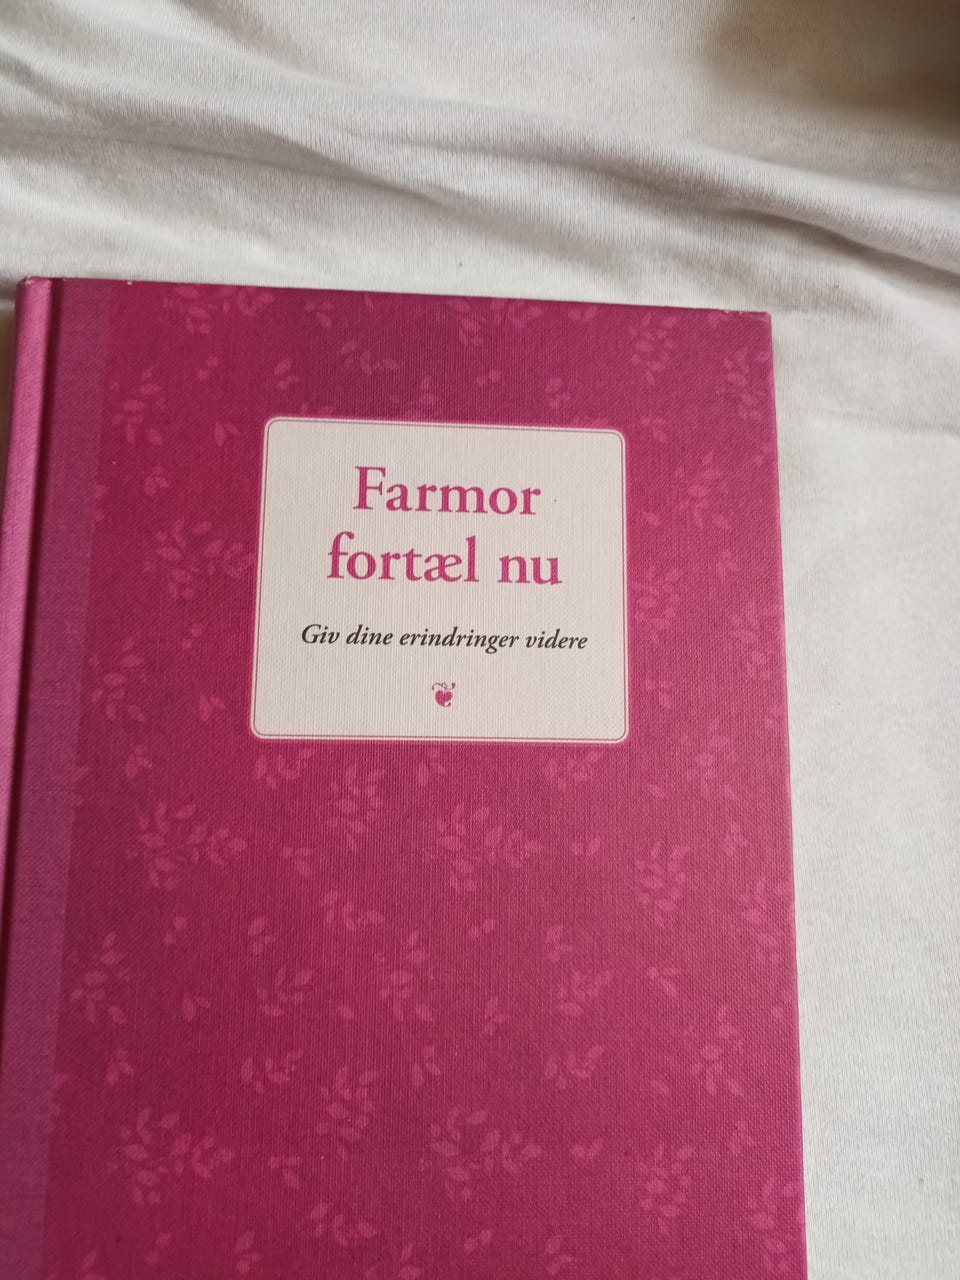 Farmor
fortæl nu
Giv dine erindringer videre